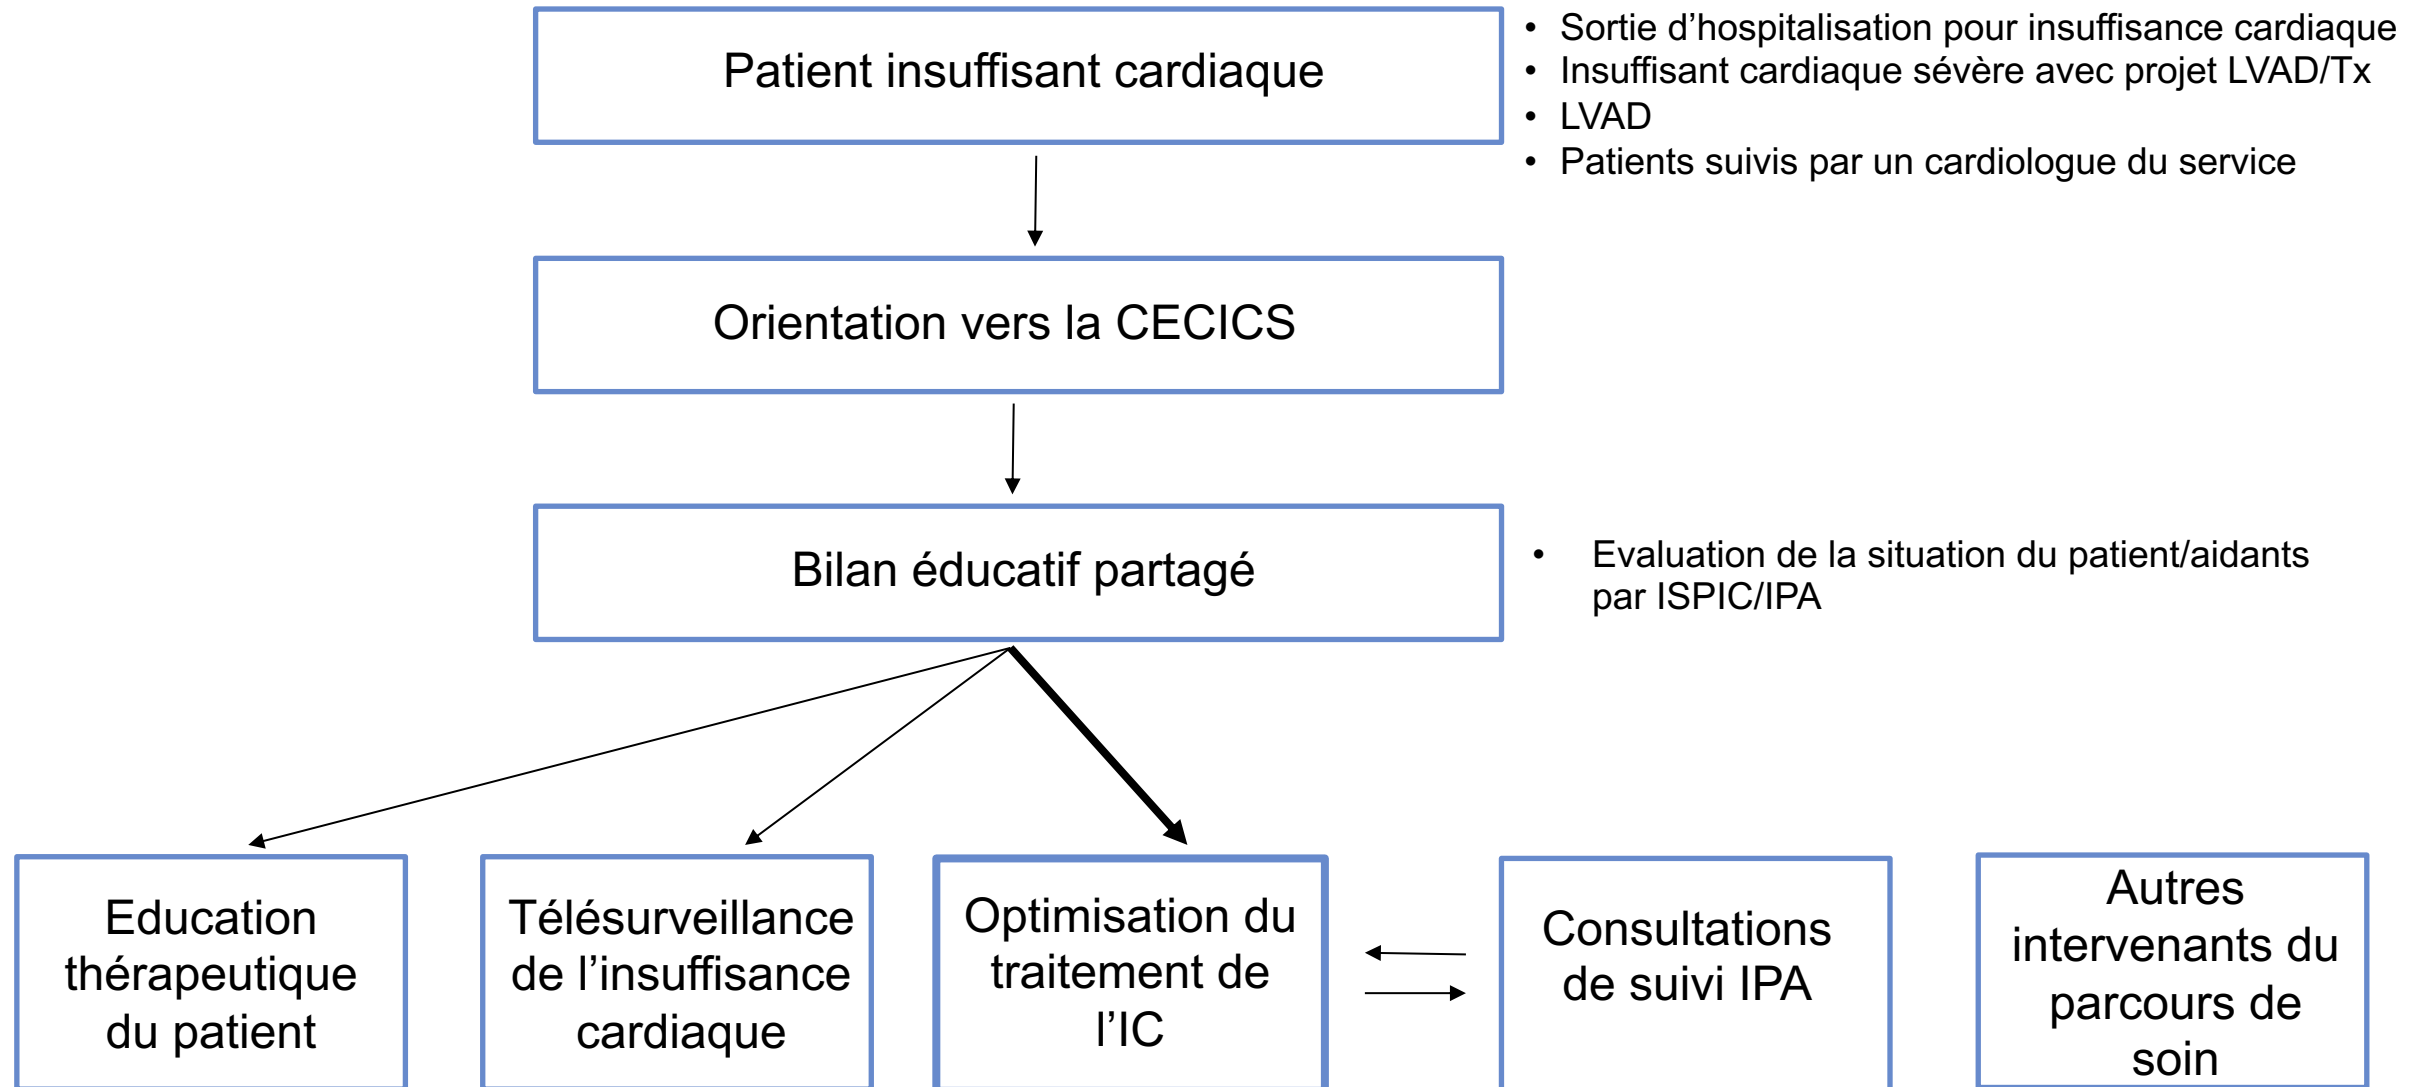 Patient insuffisant cardiaque
• Sortie d’hospitalisation pour insuffisance cardiaque
• Insuffisant cardiaque sévère avec projet LVAD/Tx
• LVAD
• Patients suivis par un cardiologue du service
Orientation vers la CECICS
Bilan éducatif partagé
• Evaluation de la situation du patient/aidants
par ISPIC/IPA
Education
thérapeutique
du patient
Télésurveillance
de l’insuffisance
cardiaque
Optimisation du
traitement de
l’IC
Consultations
de suivi IPA
Autres
intervenants du
parcours de
soin